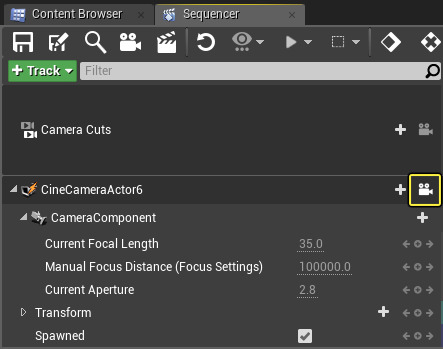 Content Browser
Sequencer
Track
Filter
Camera Cuts
CineCameraActor6
CameraComponent
Current Focal Length 35.0
Manual Focus Distance (Focus Settings) 100000.0
Current Aperture 2.8
Transform
Spawned